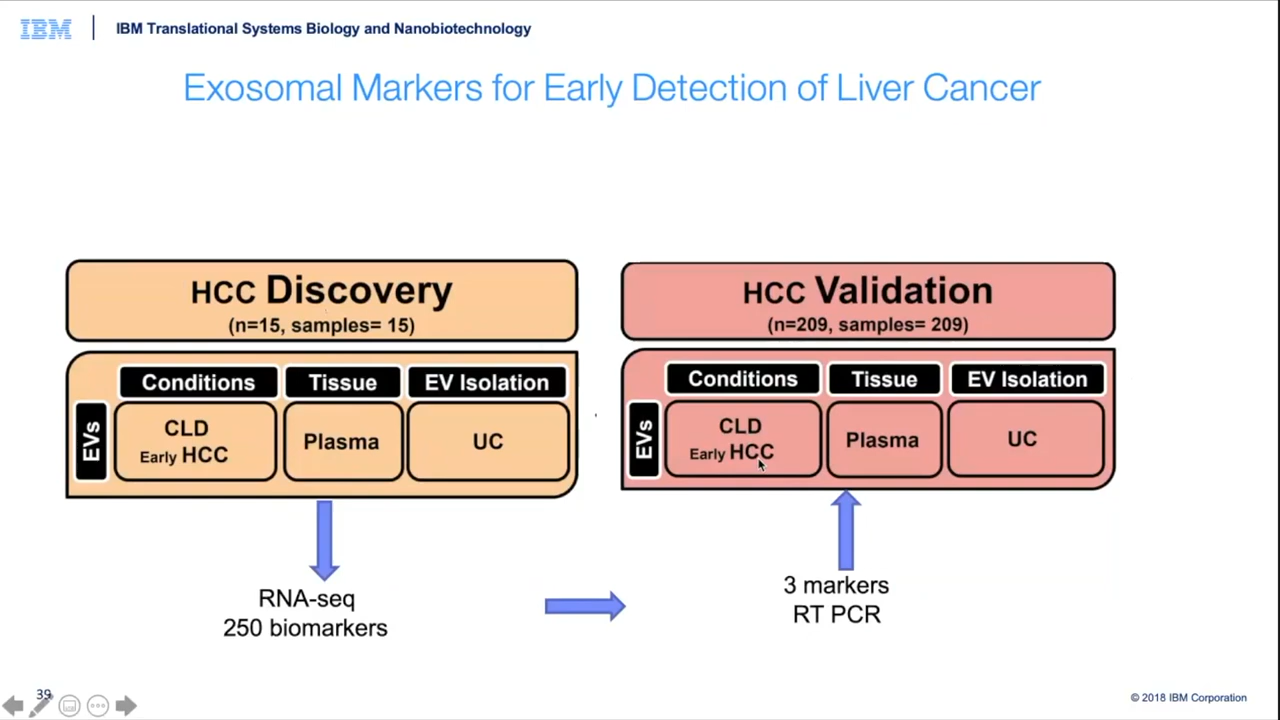 IBM
IBM Translational Systems Biology and Nanobiotechnology
Exosomal Markers for Early Detection of Liver Cancer
HCC Discovery
(n=15, samples= 15)
Conditions
Tissue
EV Isolation
EVs
CLD
Early HCC
Plasma
UC
RNA-seq
250 biomarkers
HCC Validation
(n=209, samples= 209)
Conditions
Tissue
EV Isolation
EVs
CLD
Early HCC
Plasma
UC
3 markers
RT PCR
39
© 2018 IBM Corporation